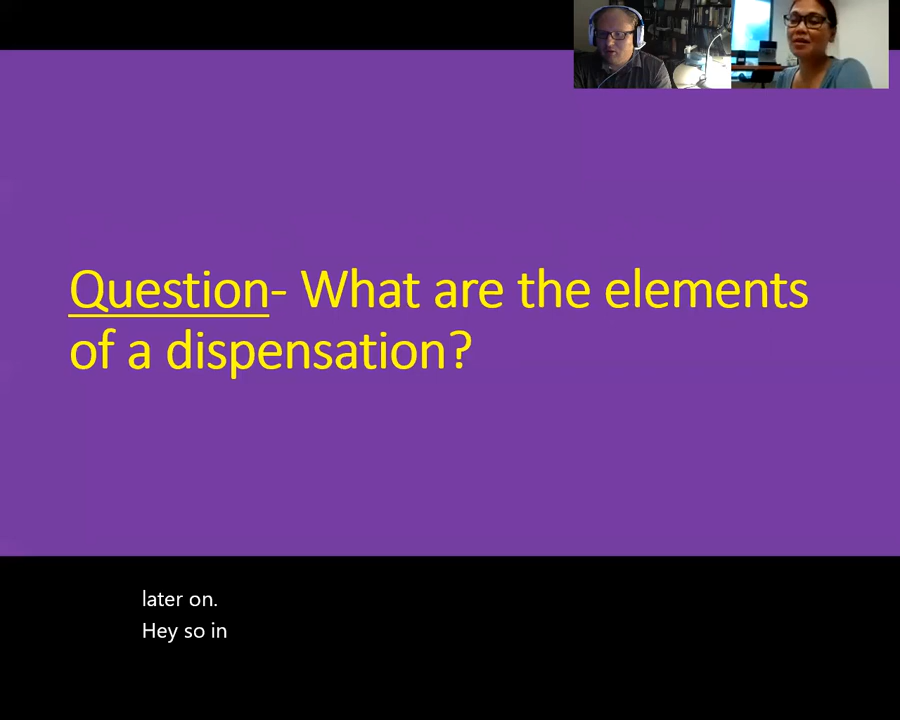 Question- What are the elements
of a dispensation?
later on.
Hey so in